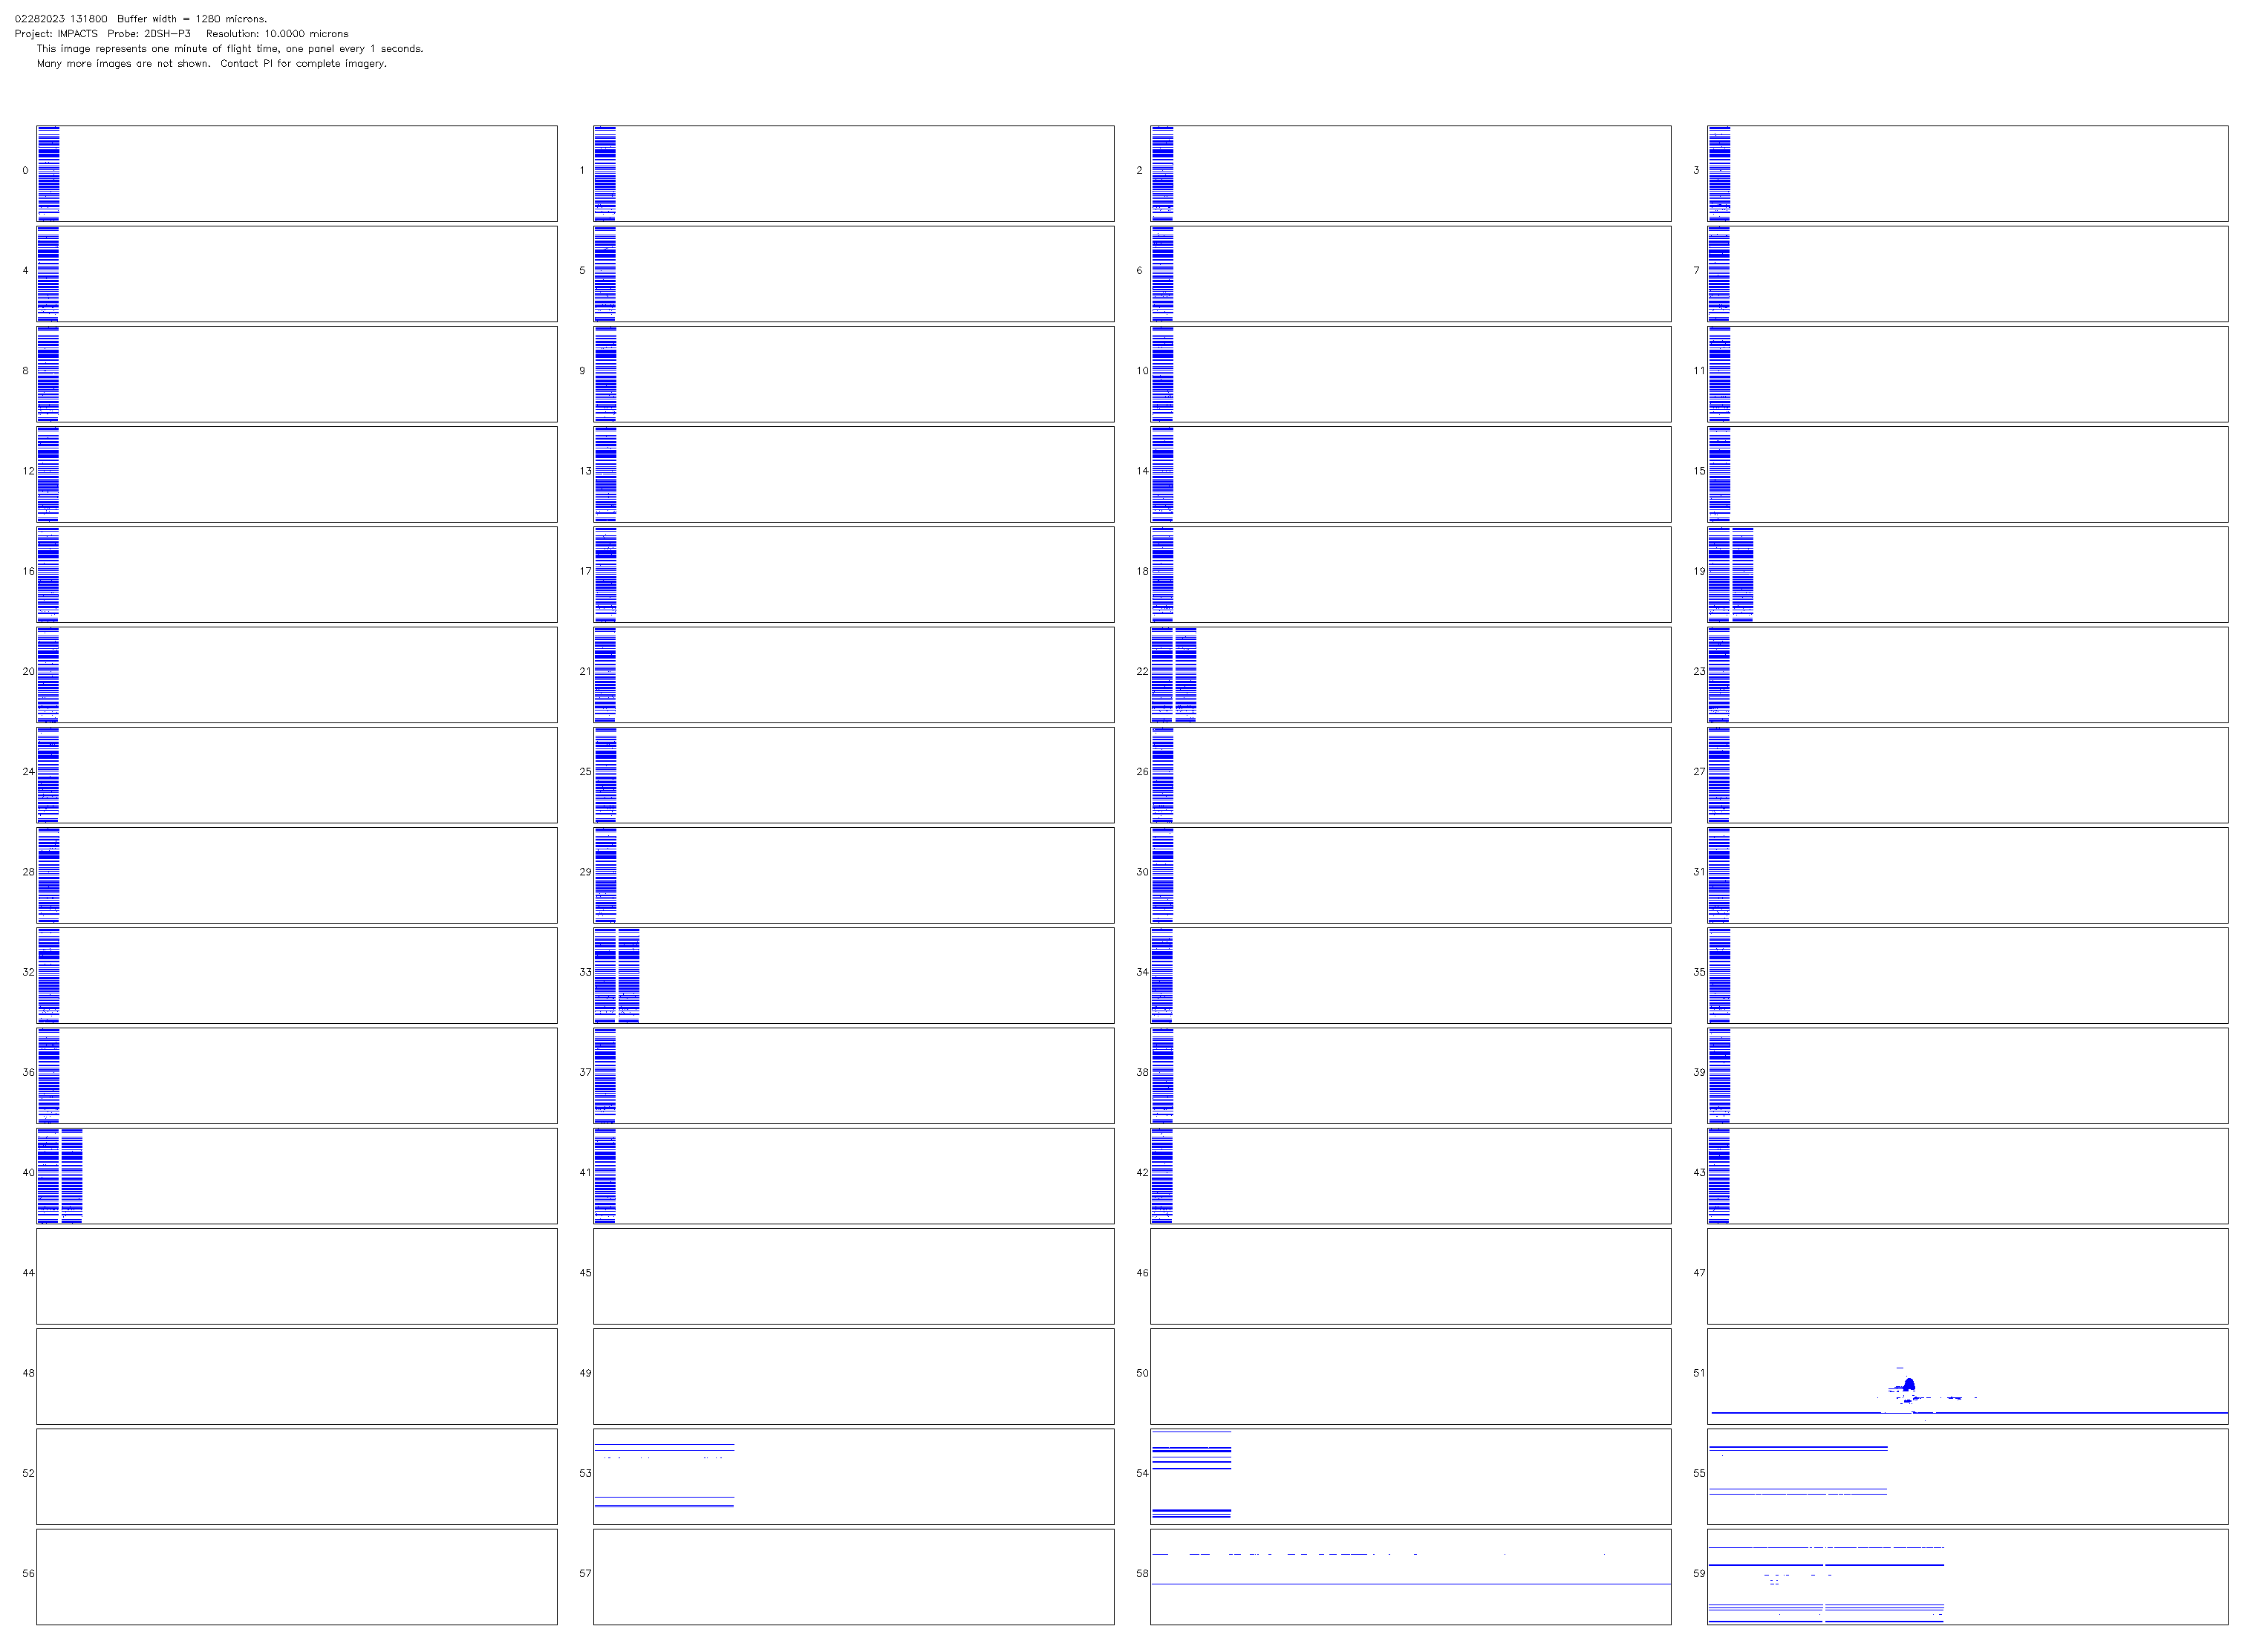 02282023 131800  Buffer width = 1280 microns.
Project: IMPACTS  Probe: 2DSH-P3    Resolution: 10.0000 microns
This image represents one minute of flight time, one panel every 1 seconds.
Many more images are not shown.  Contact PI for complete imagery.
0 1 2 3
4 5 6 7
8 9 10 11
12 13 14 15
16 17 18 19
20 21 22 23
24 25 26 27
28 29 30 31
32 33 34 35
36 37 38 39
40 41 42 43
44 45 46 47
48 49 50 51
52 53 54 55
56 57 58 59